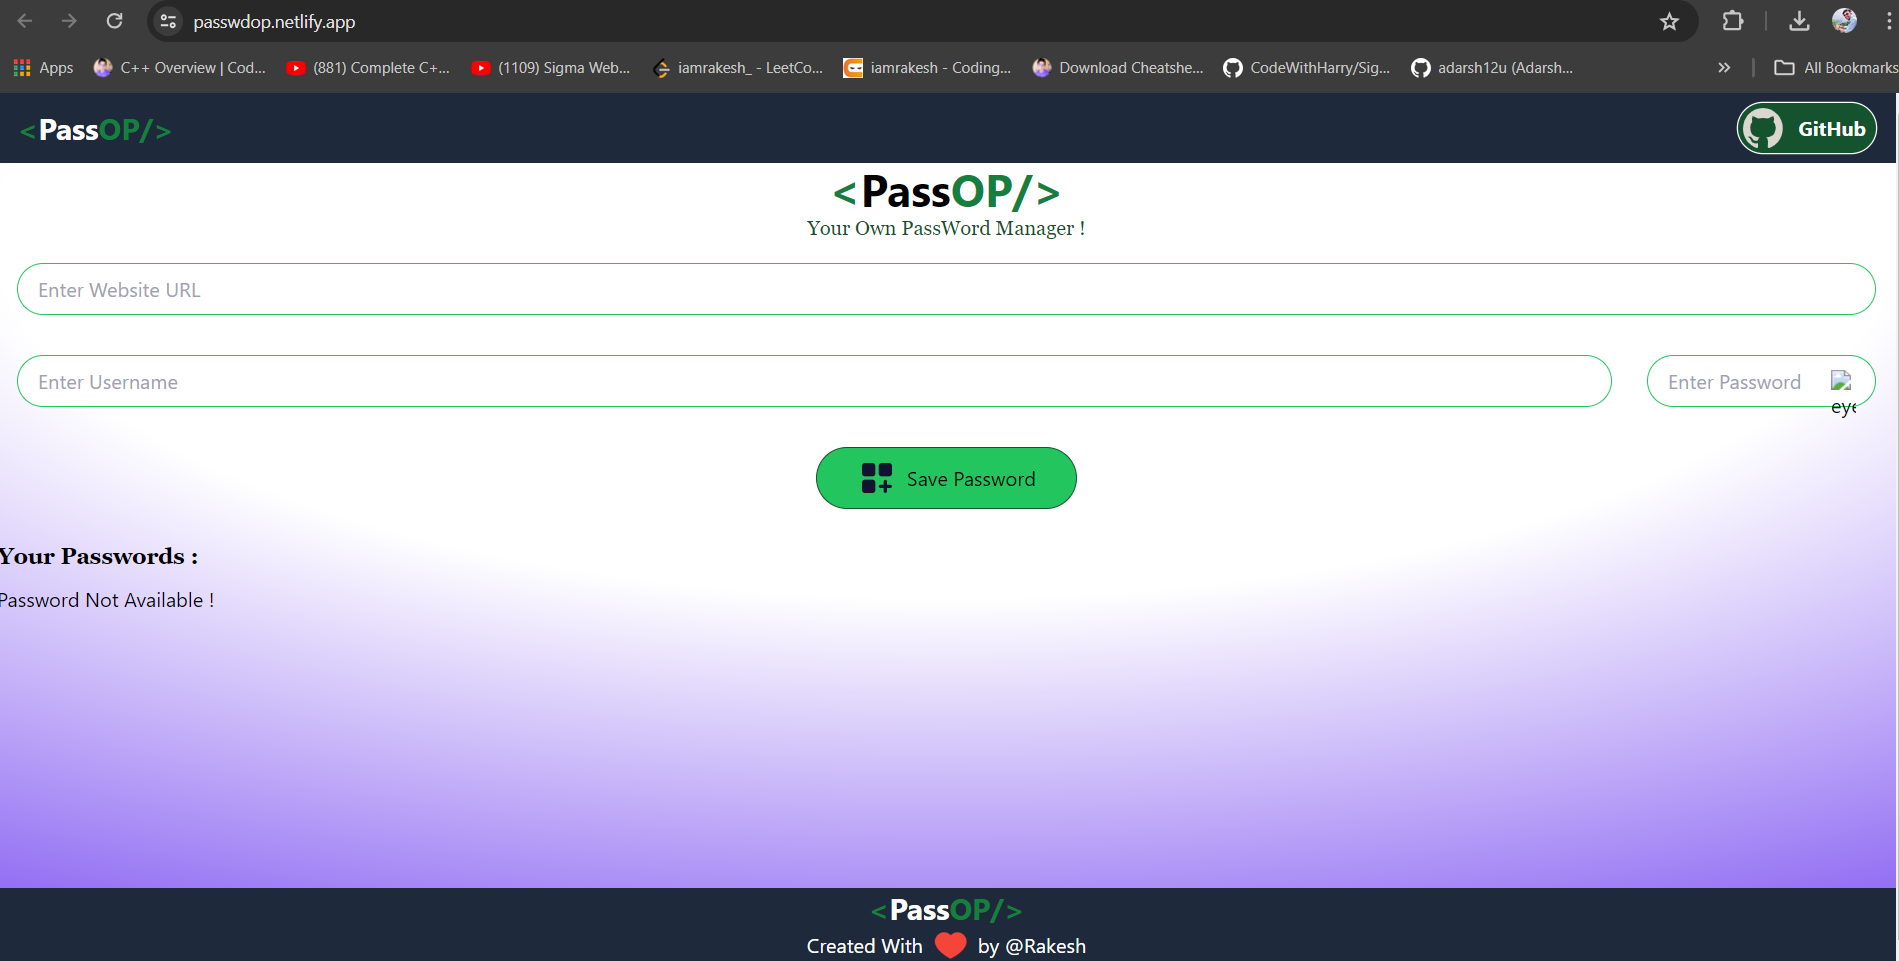 passwdop.netlify.app
Apps C++ Overview | Cod... (881) Complete C+... (1109) Sigma Web... iamrakesh_ - LeetCo... iamrakesh - Coding... Download Cheatshe... CodeWithHarry/Sig... adarsh12u (Adarsh... » All Bookmarks
<PassOP/> GitHub
<PassOP/>
Your Own PassWord Manager !
Enter Website URL
Enter Username Enter Password
eye
Save Password
Your Passwords :
Password Not Available !
<PassOP/>
Created With by @Rakesh